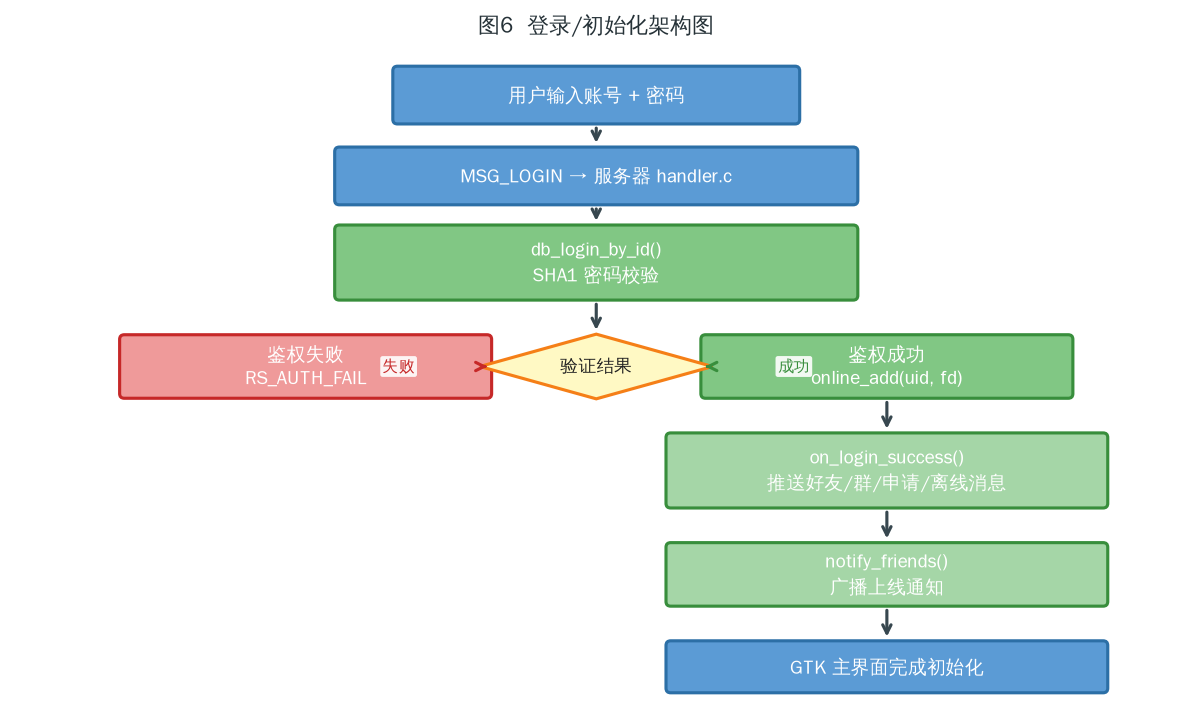 图6 登录/初始化架构图
用户输入账号 + 密码
MSG_LOGIN → 服务器 handler.c
db_login_by_id()
SHA1 密码校验
鉴权失败
RS_AUTH_FAIL
失败
验证结果
成功
鉴权成功
online_add(uid, fd)
on_login_success()
推送好友/群/申请/离线消息
notify_friends()
广播上线通知
GTK 主界面完成初始化